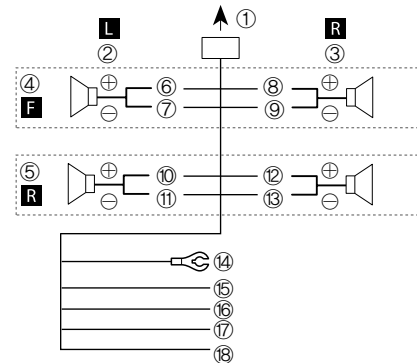 ①
L R
② ③
④ ⊕ ⑥ ⑧ ⊕
F ⊖ ⑦ ⑨ ⊖
⑤ ⊕ ⑩ ⑫ ⊕
R ⊖ ⑪ ⑬ ⊖
⑭
⑮
⑯
⑰
⑱